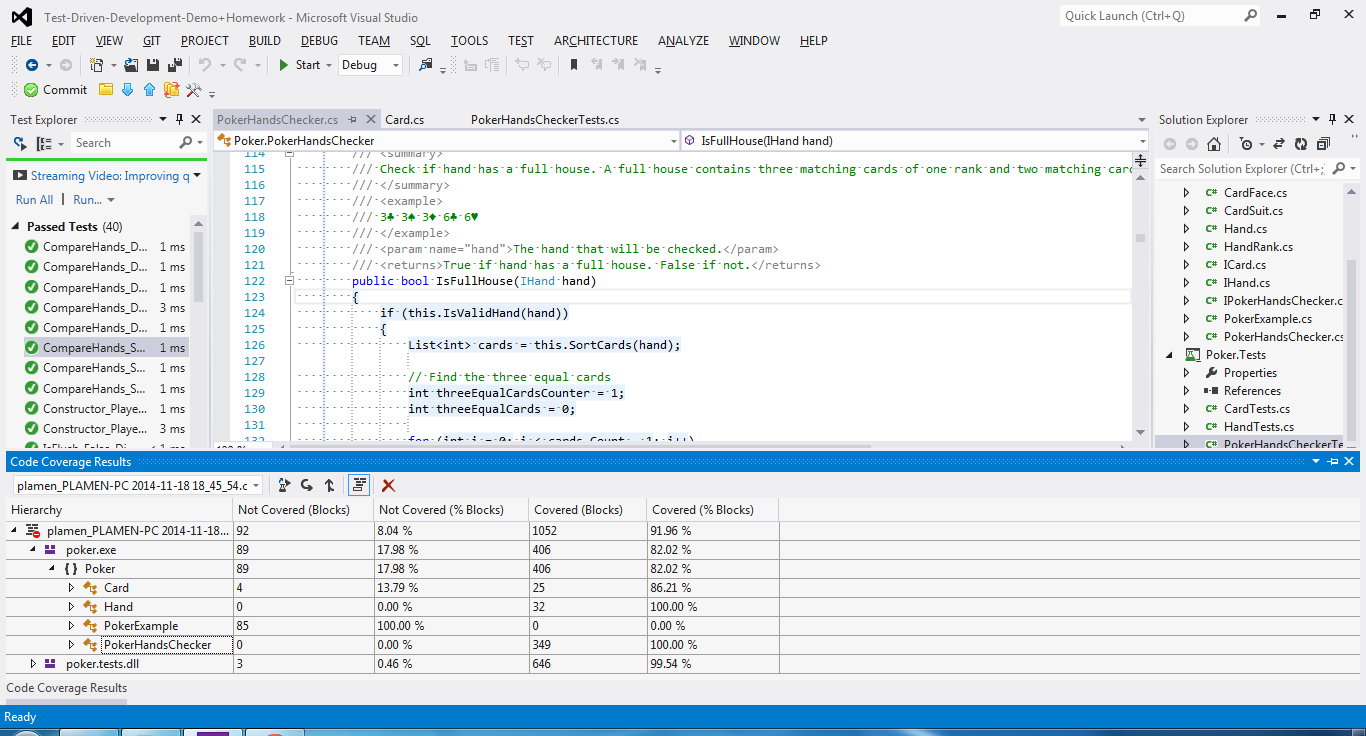 Test-Driven-Development-Demo+Homework - Microsoft Visual Studio
Quick Launch (Ctrl+Q)
FILE EDIT VIEW GIT PROJECT BUILD DEBUG TEAM SQL TOOLS TEST ARCHITECTURE ANALYZE WINDOW HELP
Start Debug
Commit
Test Explorer
Search
Streaming Video: Improving q
Run All | Run...
Passed Tests (40)
CompareHands_D... 1 ms
CompareHands_D... 1 ms
CompareHands_D... 1 ms
CompareHands_D... 3 ms
CompareHands_D... 1 ms
CompareHands_S... 1 ms
CompareHands_S... 1 ms
CompareHands_S... 1 ms
Constructor_Playe... 1 ms
Constructor_Playe... 3 ms
PokerHandsChecker.cs Card.cs PokerHandsCheckerTests.cs
Poker.PokerHandsChecker IsFullHouse(IHand hand)
114 /// <summary>
115 /// Check if hand has a full house. A full house contains three matching cards of one rank and two matching card
116 /// </summary>
117 /// <example>
118 /// 3♣ 3♠ 3♦ 6♣ 6♥
119 /// </example>
120 /// <param name="hand">The hand that will be checked.</param>
121 /// <returns>True if hand has a full house. False if not.</returns>
122 public bool IsFullHouse(IHand hand)
123 {
124 if (this.IsValidHand(hand))
125 {
126 List<int> cards = this.SortCards(hand);
127
128 // Find the three equal cards
129 int threeEqualCardsCounter = 1;
130 int threeEqualCards = 0;
131
132 for (int i = 0; i < cards.Count - 1; i++)
Solution Explorer
Search Solution Explorer (Ctrl+;)
C# CardFace.cs
C# CardSuit.cs
C# Hand.cs
C# HandRank.cs
C# ICard.cs
C# IHand.cs
C# IPokerHandsChecker.c
C# PokerExample.cs
C# PokerHandsChecker.cs
Poker.Tests
Properties
References
C# CardTests.cs
C# HandTests.cs
C# PokerHandsCheckerTe
Code Coverage Results
plamen_PLAMEN-PC 2014-11-18 18_45_54.c
Hierarchy Not Covered (Blocks) Not Covered (% Blocks) Covered (Blocks) Covered (% Blocks)
plamen_PLAMEN-PC 2014-11-18... 92 8.04 % 1052 91.96 %
poker.exe 89 17.98 % 406 82.02 %
{ } Poker 89 17.98 % 406 82.02 %
Card 4 13.79 % 25 86.21 %
Hand 0 0.00 % 32 100.00 %
PokerExample 85 100.00 % 0 0.00 %
PokerHandsChecker 0 0.00 % 349 100.00 %
poker.tests.dll 3 0.46 % 646 99.54 %
Code Coverage Results
Ready